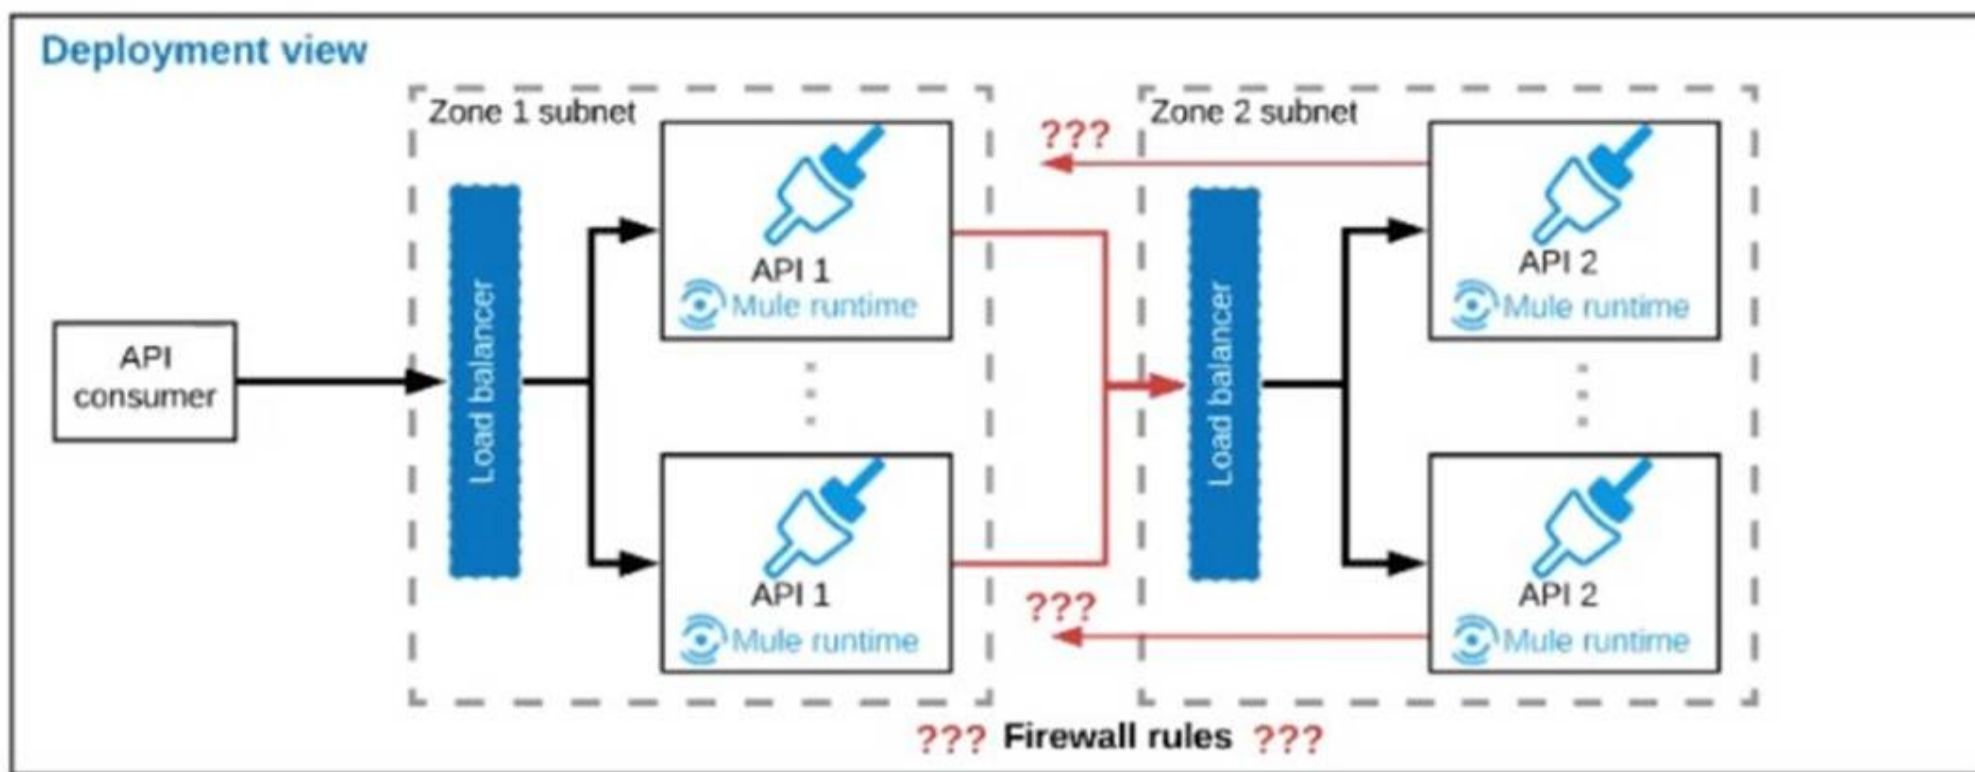 Deployment view
Zone 1 subnet
Zone 2 subnet
???
API
consumer
Load balancer
API 1
Mule runtime
API 1
Mule runtime
???
Load balancer
API 2
Mule runtime
API 2
Mule runtime
??? Firewall rules ???